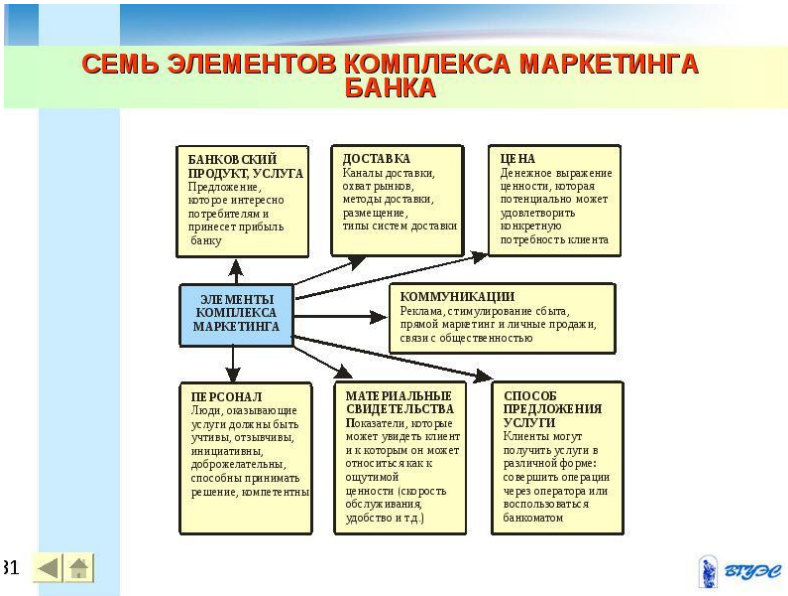 СЕМЬ ЭЛЕМЕНТОВ КОМПЛЕКСА МАРКЕТИНГА
БАНКА
БАНКОВСКИЙ
ПРОДУКТ, УСЛУГА
Предложение,
которое интересно
потребителям и
принесет прибыль
банку
ДОСТАВКА
Каналы доставки,
охват рынков,
методы доставки,
размещение,
типы систем доставки
ЦЕНА
Денежное выражение
ценности, которая
потенциально может
удовлетворить
конкретную
потребность клиента
ЭЛЕМЕНТЫ
КОМПЛЕКСА
МАРКЕТИНГА
КОММУНИКАЦИИ
Реклама, стимулирование сбыта,
прямой маркетинг и личные продажи,
связи с общественностью
ПЕРСОНАЛ
Люди, оказывающие
услуги должны быть
учтивы, отзывчивы,
инициативны,
доброжелательны,
способны принимать
решение, компетентны
МАТЕРИАЛЬНЫЕ
СВИДЕТЕЛЬСТВА
Показатели, которые
может увидеть клиент
и к которым он может
относиться как к
ощутимой
ценности (скорость
обслуживания,
удобство и т.д.)
СПОСОБ
ПРЕДЛОЖЕНИЯ
УСЛУГИ
Клиенты могут
получить услуги в
различной форме:
совершить операции
через оператора или
воспользоваться
банкоматом
31
ВГУЭС